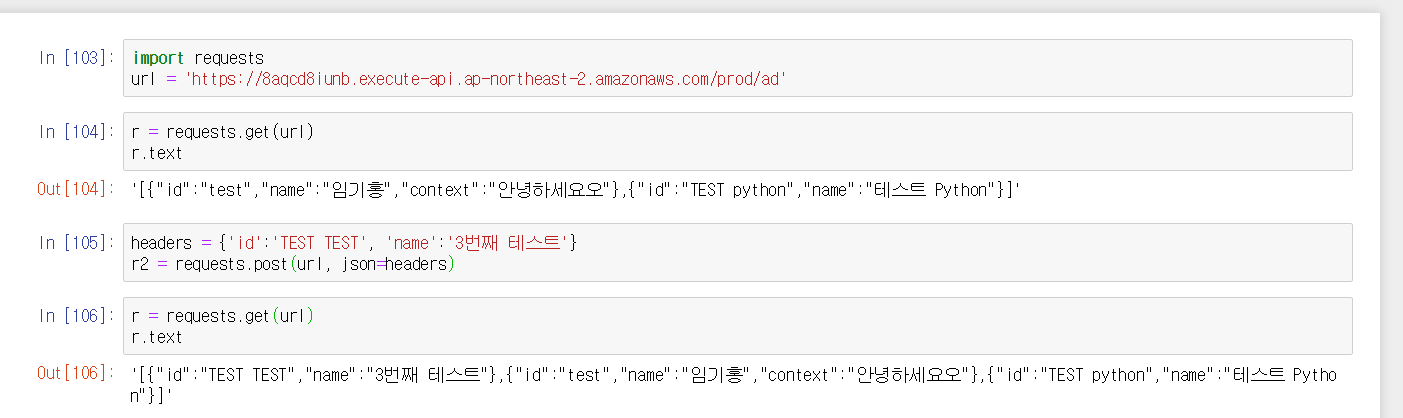 In [103]: import requests
url = 'https://8aqcd8iunb.execute-api.ap-northeast-2.amazonaws.com/prod/ad'
In [104]: r = requests.get(url)
r.text
Out[104]: '[{"id":"test","name":"임기홍","context":"안녕하세요오"},{"id":"TEST python","name":"테스트 Python"}]'
In [105]: headers = {'id':'TEST TEST', 'name':'3번째 테스트'}
r2 = requests.post(url, json=headers)
In [106]: r = requests.get(url)
r.text
Out[106]: '[{"id":"TEST TEST","name":"3번째 테스트"},{"id":"test","name":"임기홍","context":"안녕하세요오"},{"id":"TEST python","name":"테스트 Pytho
n"}]'